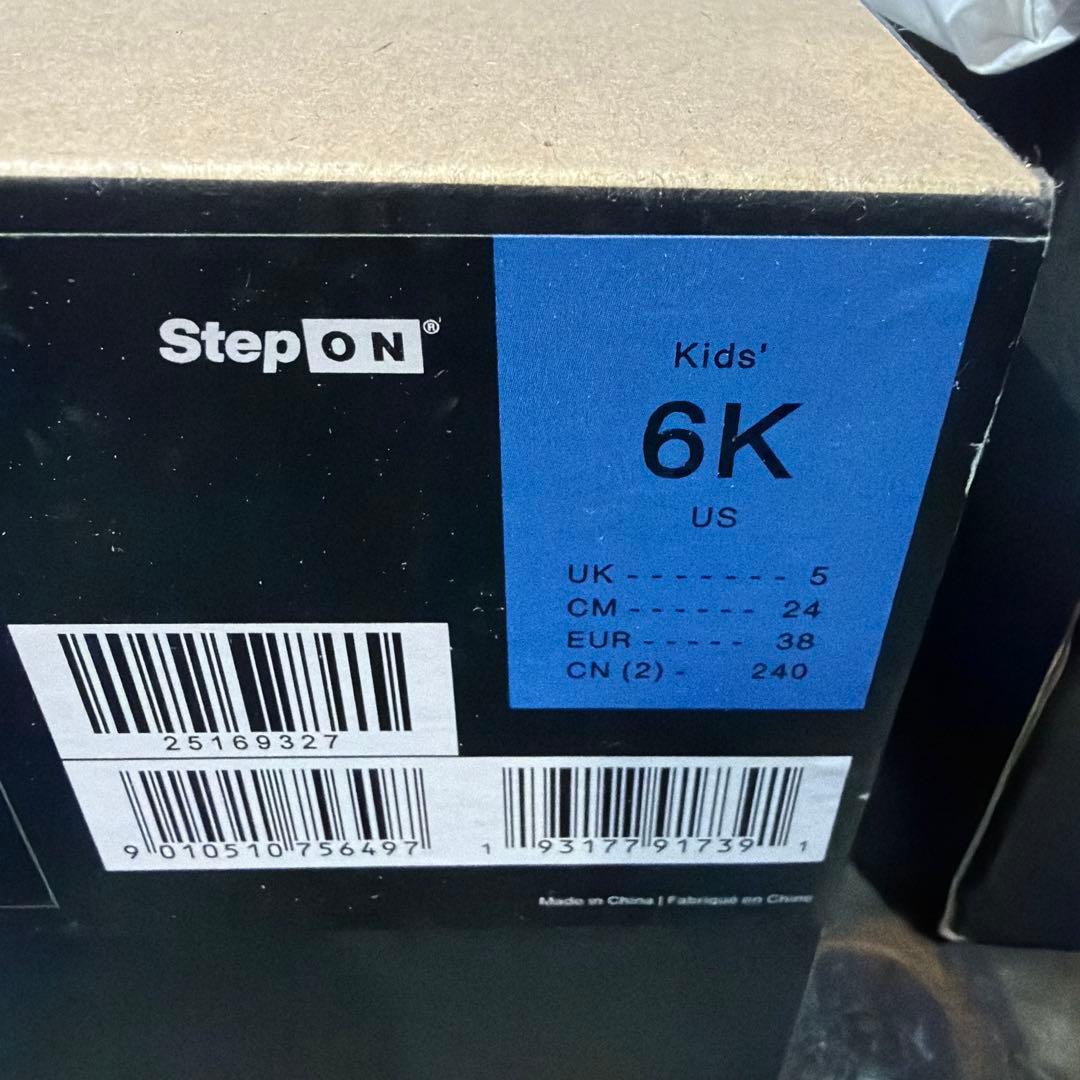 StepON®
Kids'
6K
US
UK - - - - - - - 5
CM - - - - - - 24
EUR - - - - - 38
CN (2) - 240
25169327
9 010510 756497
1 93177 91739 1
Made in China | Fabriqué en Chine